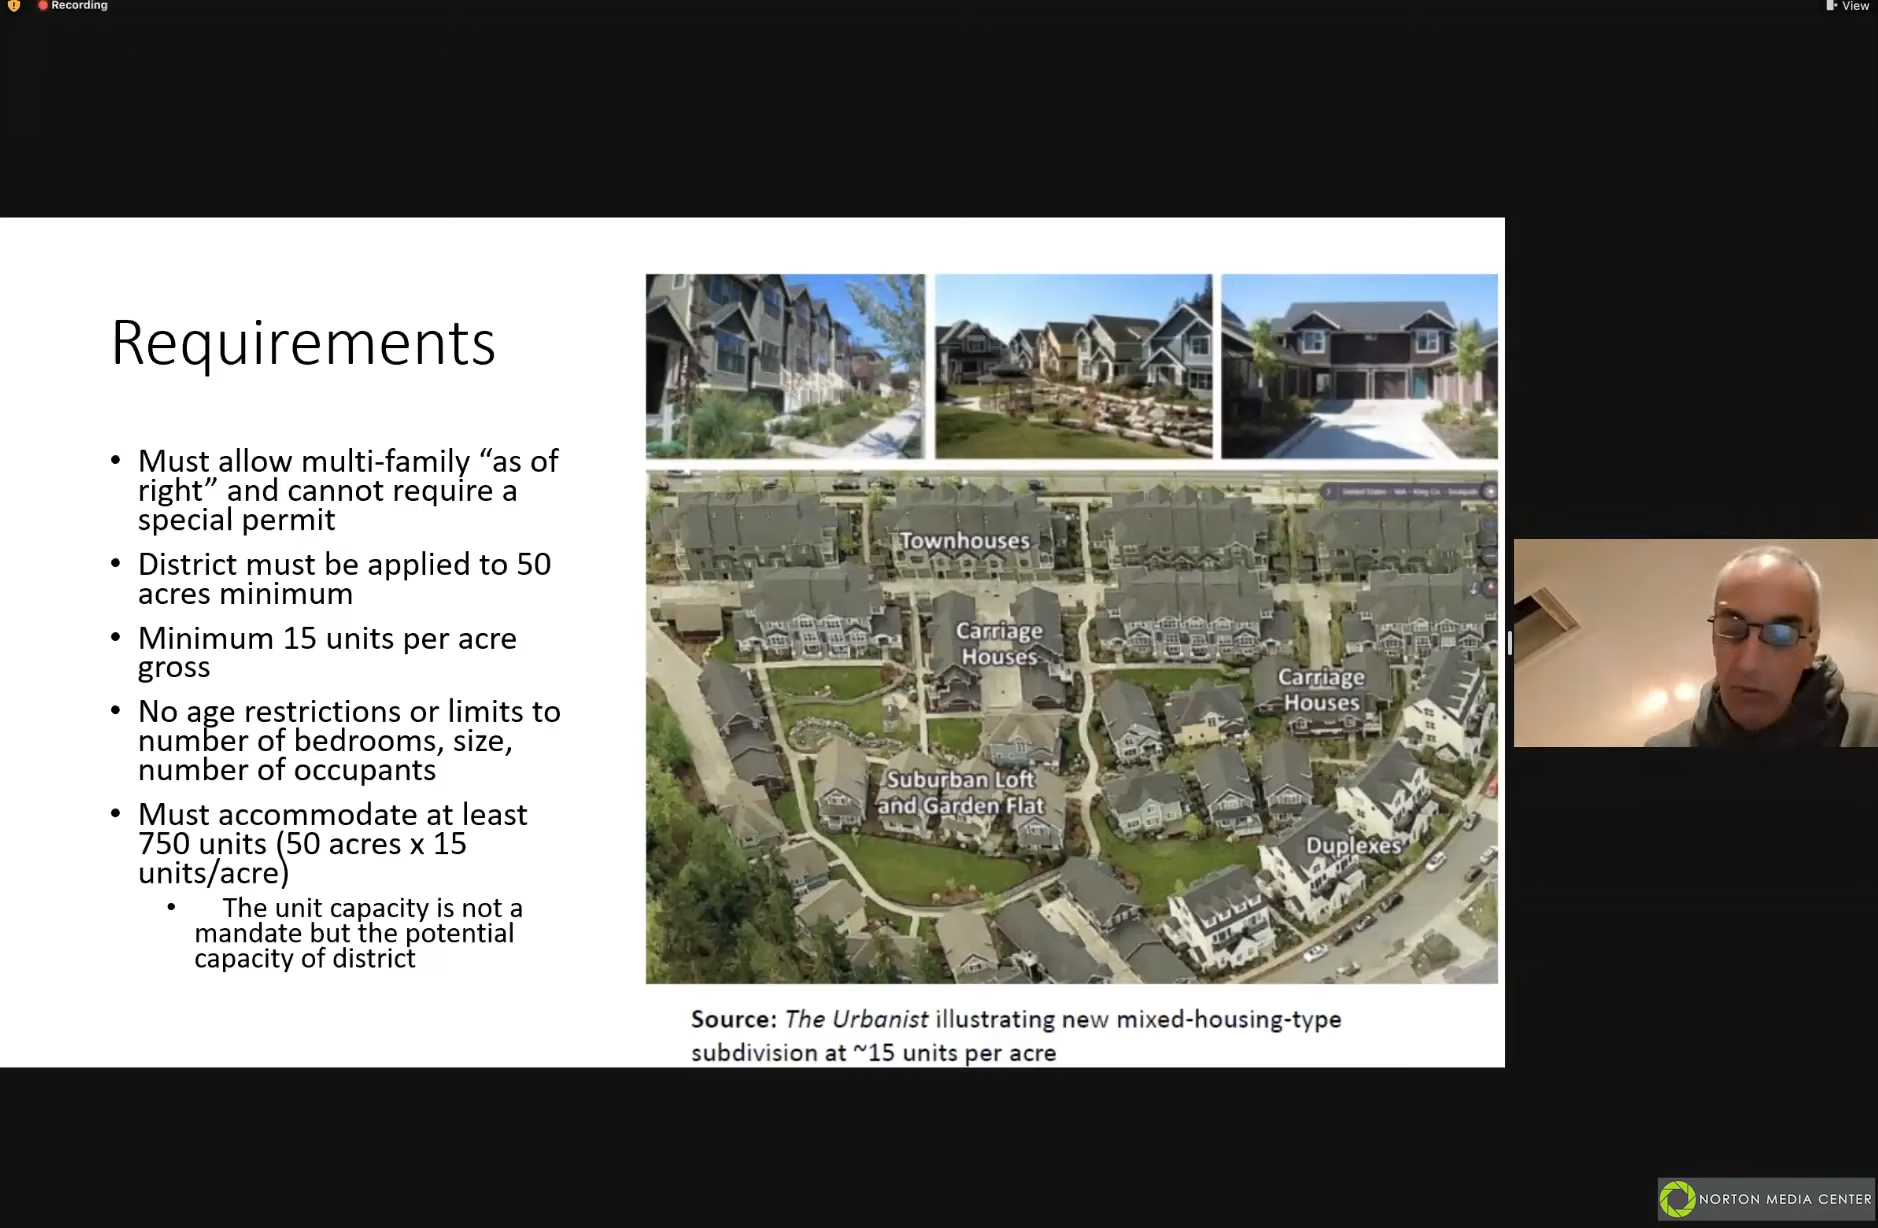 Recording
View
Requirements
• Must allow multi-family “as of
right” and cannot require a
special permit
• District must be applied to 50
acres minimum
• Minimum 15 units per acre
gross
• No age restrictions or limits to
number of bedrooms, size,
number of occupants
• Must accommodate at least
750 units (50 acres x 15
units/acre)
• The unit capacity is not a
mandate but the potential
capacity of district
Townhouses
Carriage
Houses
Carriage
Houses
Suburban Loft
and Garden Flat
Duplexes
Source: The Urbanist illustrating new mixed-housing-type
subdivision at ~15 units per acre
NORTON MEDIA CENTER